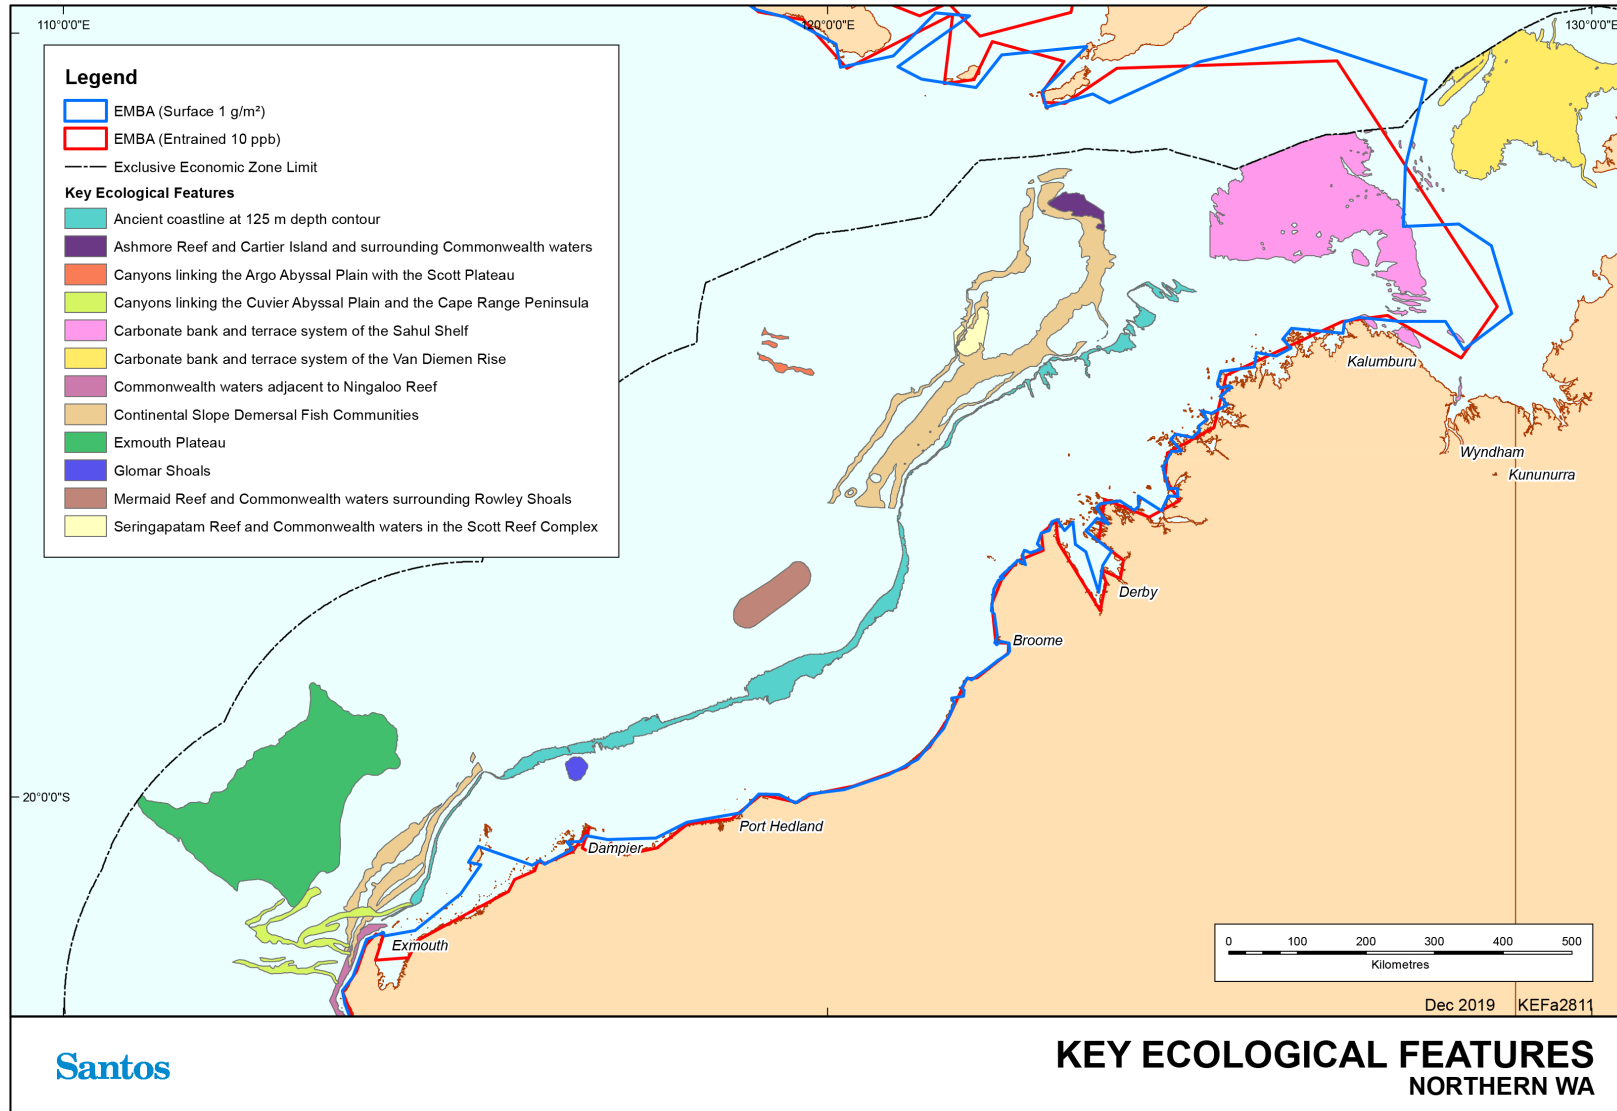 110°0'0"E
120°0'0"E
130°0'0"E
Legend
EMBA (Surface 1 g/m²)
EMBA (Entrained 10 ppb)
Exclusive Economic Zone Limit
Key Ecological Features
Ancient coastline at 125 m depth contour
Ashmore Reef and Cartier Island and surrounding Commonwealth waters
Canyons linking the Argo Abyssal Plain with the Scott Plateau
Canyons linking the Cuvier Abyssal Plain and the Cape Range Peninsula
Carbonate bank and terrace system of the Sahul Shelf
Carbonate bank and terrace system of the Van Diemen Rise
Commonwealth waters adjacent to Ningaloo Reef
Continental Slope Demersal Fish Communities
Exmouth Plateau
Glomar Shoals
Mermaid Reef and Commonwealth waters surrounding Rowley Shoals
Seringapatam Reef and Commonwealth waters in the Scott Reef Complex
Kalumburu
Wyndham
Kununurra
Derby
Broome
20°0'0"S
Port Hedland
Dampier
Exmouth
0 100 200 300 400 500
Kilometres
Dec 2019 KEFa2811
Santos
KEY ECOLOGICAL FEATURES
NORTHERN WA